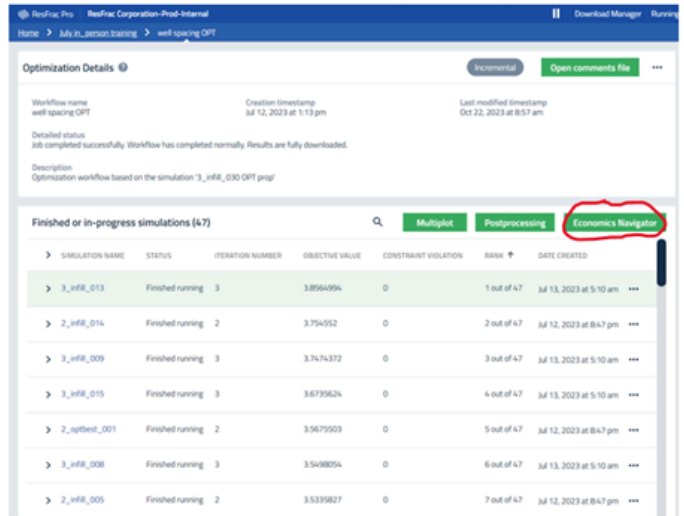 ResFrac Pro ResFrac Corporation-Prod-Internal Download Manager Running
Home > July in_person training > well spacing OPT
Optimization Details Incremental Open comments file
Workflow name Creation timestamp Last modified timestamp
well spacing OPT Jul 12, 2023 at 1:13 pm Oct 22, 2023 at 8:57 am
Detailed status
Job completed successfully. Workflow has completed normally. Results are fully downloaded.
Description
Optimization workflow based on the simulation '3_infill_030 OPT prop'
Finished or in-progress simulations (47) Multiplot Postprocessing Economics Navigator
SIMULATION NAME STATUS ITERATION NUMBER OBJECTIVE VALUE CONSTRAINT VIOLATION RANK DATE CREATED
3_infill_013 Finished running 3 3.8564994 0 1 out of 47 Jul 13, 2023 at 5:10 am
2_infill_014 Finished running 2 3.754552 0 2 out of 47 Jul 12, 2023 at 8:47 pm
3_infill_009 Finished running 3 3.7474372 0 3 out of 47 Jul 13, 2023 at 5:10 am
3_infill_015 Finished running 3 3.6735624 0 4 out of 47 Jul 13, 2023 at 5:10 am
2_optbest_001 Finished running 2 3.5675503 0 5 out of 47 Jul 12, 2023 at 8:47 pm
3_infill_008 Finished running 3 3.5498054 0 6 out of 47 Jul 13, 2023 at 5:10 am
2_infill_005 Finished running 2 3.5335827 0 7 out of 47 Jul 12, 2023 at 8:47 pm